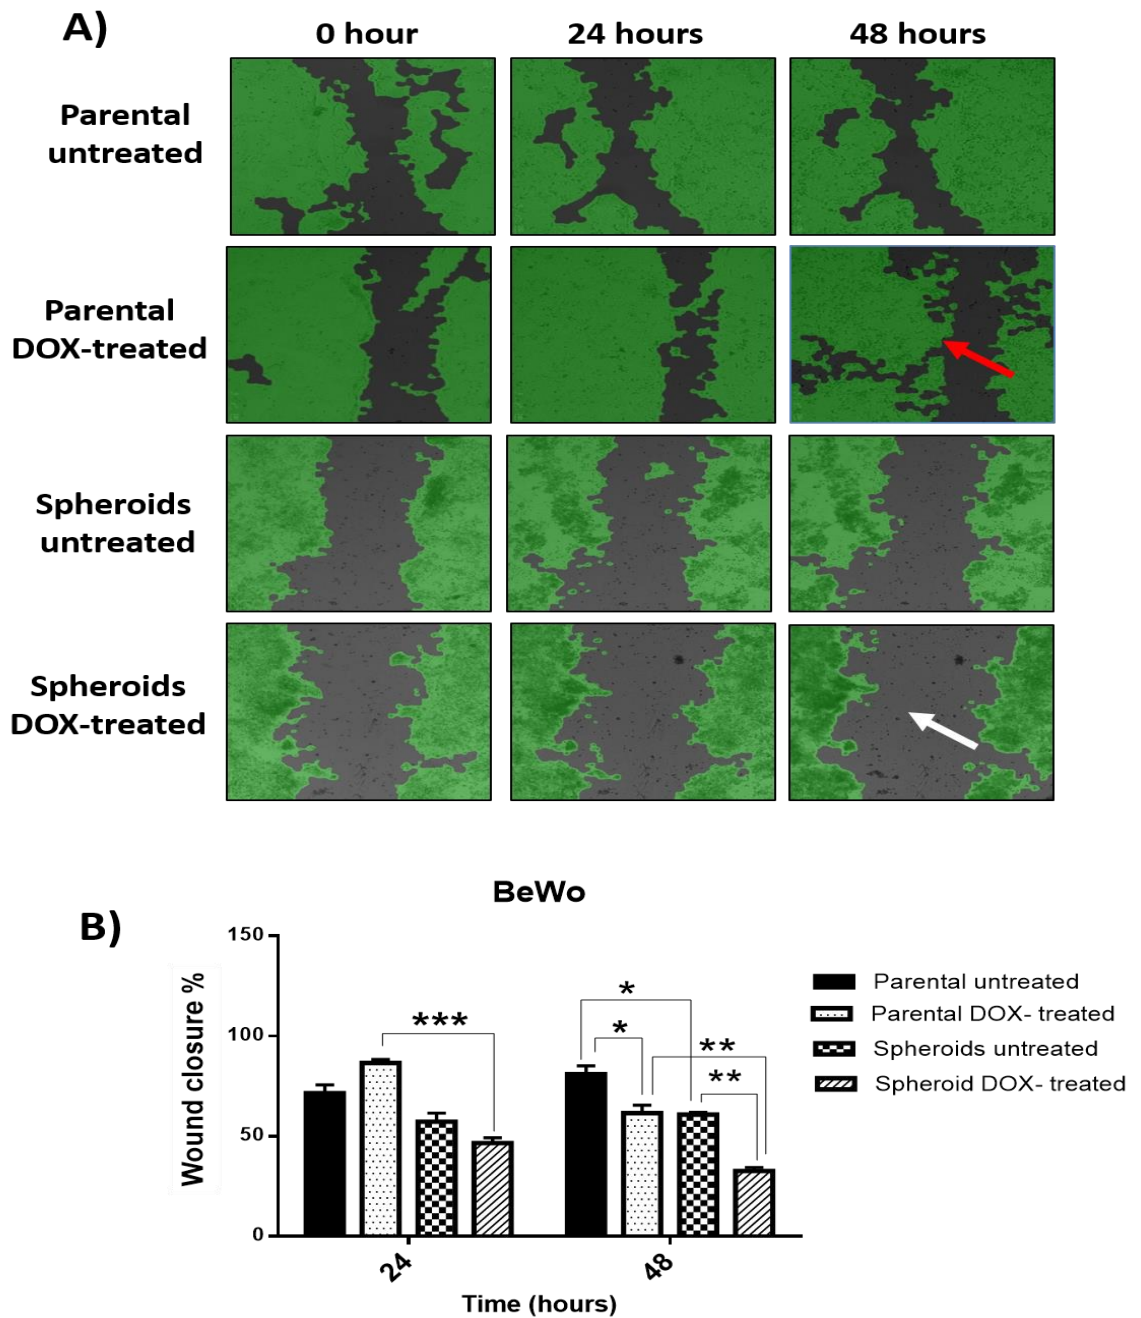 A)
0 hour 24 hours 48 hours
Parental
untreated
Parental
DOX-treated
Spheroids
untreated
Spheroids
DOX-treated
B)
BeWo
Wound closure %
150
100
50
0
***
*
*
**
**
24
48
Time (hours)
Parental untreated
Parental DOX- treated
Spheroids untreated
Spheroid DOX- treated